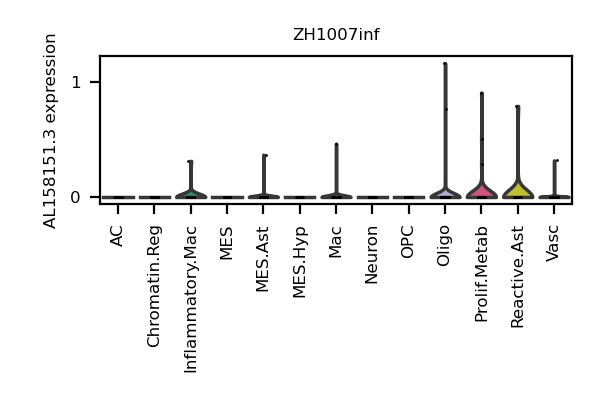 ZH1007inf
AL158151.3 expression
1
0
AC
Chromatin.Reg
Inflammatory.Mac
MES
MES.Ast
MES.Hyp
Mac
Neuron
OPC
Oligo
Prolif.Metab
Reactive.Ast
Vasc